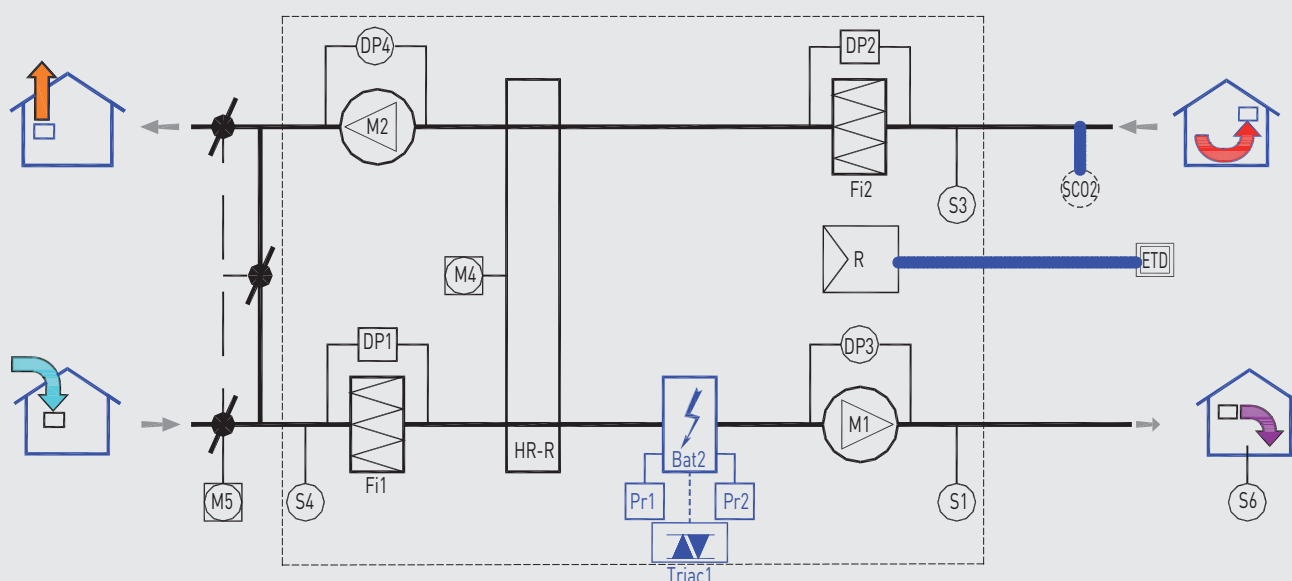 DP4
DP2
M2
Fi2
SCO2
S3
M4
R
ETD
DP1
DP3
M1
HR-R
Bat2
Fi1
Pr1
Pr2
M5
S4
S1
S6
Triac1